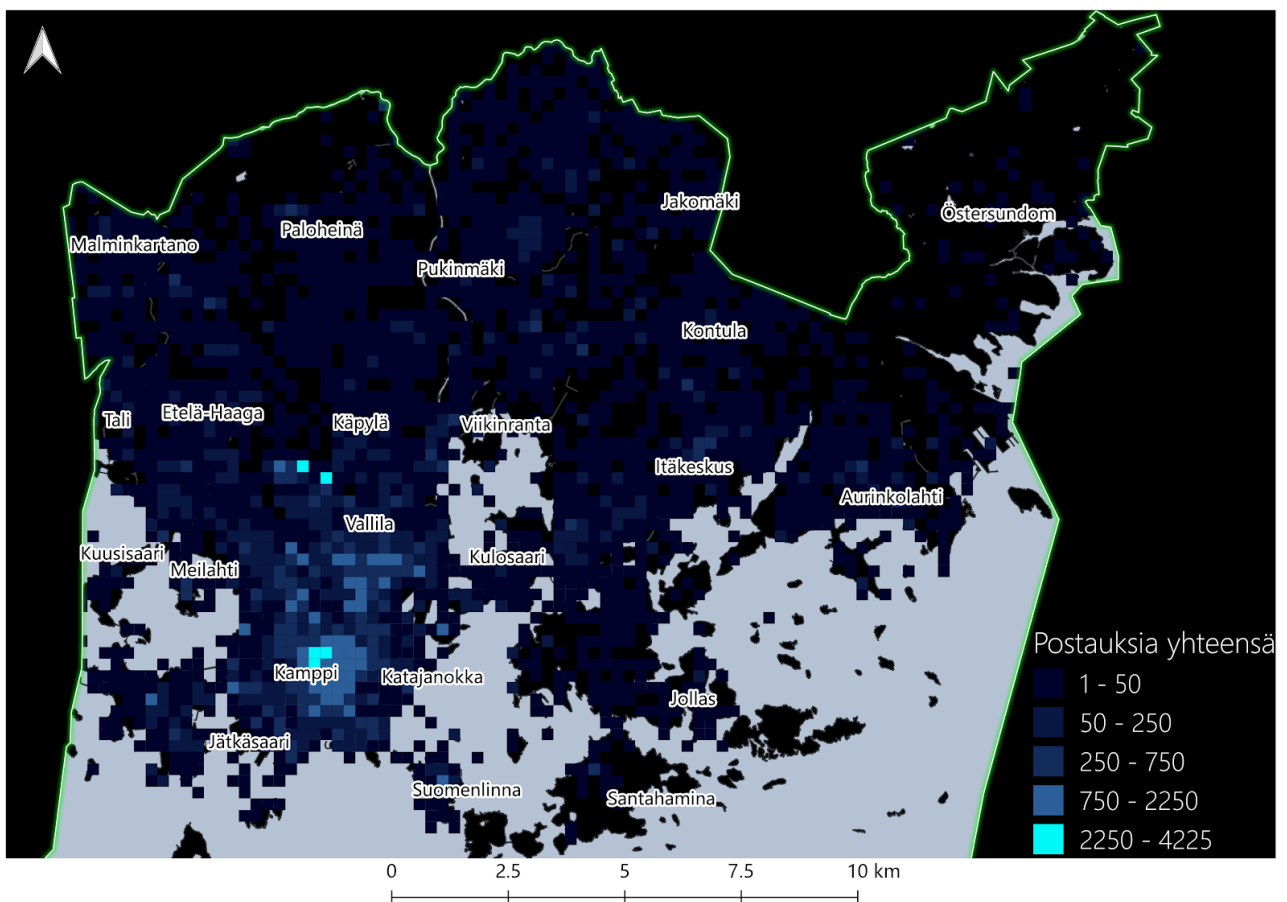 Jakomäki
Östersundom
Paloheinä
Malminkartano
Pukinmäki
Kontula
Etelä-Haaga
Tali
Käpylä
Viikinranta
Itäkeskus
Aurinkolahti
Vallila
Kuusisaari
Meilahti
Kulosaari
Kamppi
Katajanokka
Jollas
Jätkäsaari
Suomenlinna
Santahamina
Postauksia yhteensä
1 - 50
50 - 250
250 - 750
750 - 2250
2250 - 4225
0 2.5 5 7.5 10 km